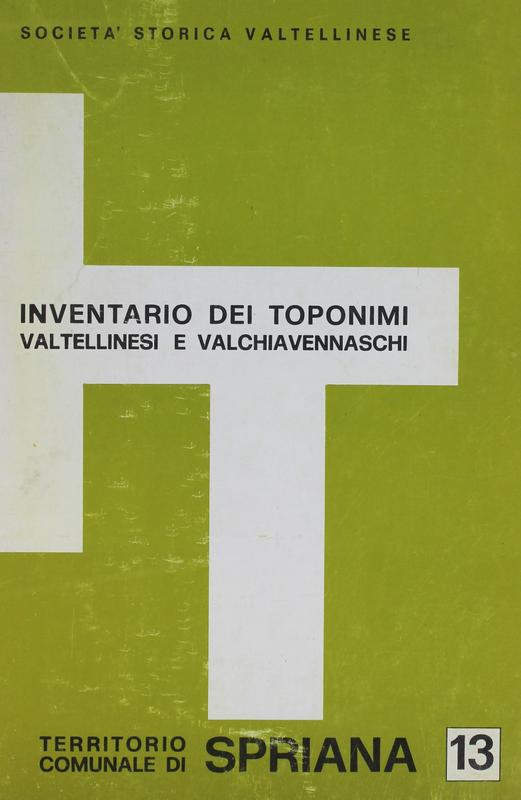 SOCIETA' STORICA VALTELLINESE
INVENTARIO DEI TOPONIMI
VALTELLINESI E VALCHIAVENNASCHI
TERRITORIO
COMUNALE DI SPRIANA 13